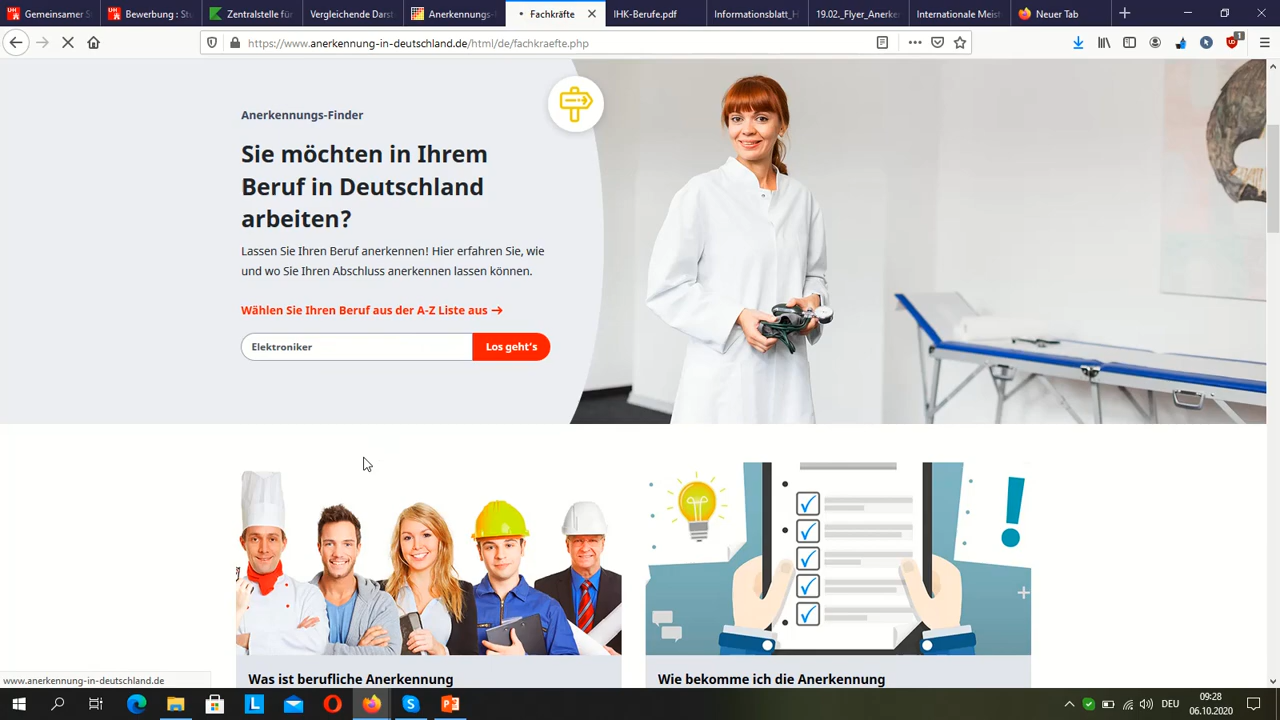 Gemeinsamer S
Bewerbung : Stu
Zentralstelle für
Vergleichende Darst
Anerkennungs-
Fachkräfte
IHK-Berufe.pdf
Informationsblatt_H
19.02._Flyer_Anerke
Internationale Meist
Neuer Tab
https://www.anerkennung-in-deutschland.de/html/de/fachkraefte.php
1
Anerkennungs-Finder
Sie möchten in Ihrem
Beruf in Deutschland
arbeiten?
Lassen Sie Ihren Beruf anerkennen! Hier erfahren Sie, wie
und wo Sie Ihren Abschluss anerkennen lassen können.
Wählen Sie Ihren Beruf aus der A-Z Liste aus →
Elektroniker
Los geht's
Was ist berufliche Anerkennung
Wie bekomme ich die Anerkennung
www.anerkennung-in-deutschland.de
DEU
09:28
06.10.2020